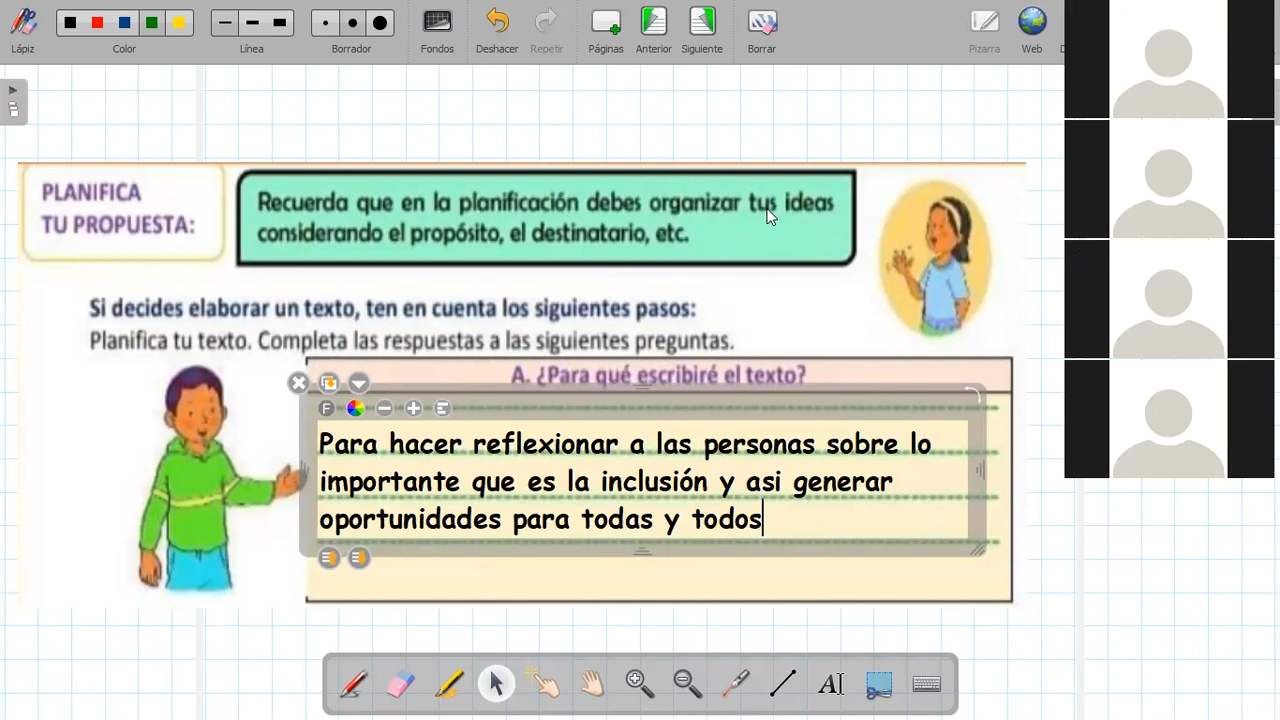 Lápiz
Color
Línea
Borrador
Fondos
Deshacer
Repetir
Páginas
Anterior
Siguiente
Borrar
Pizarra
Web
PLANIFICA
TU PROPUESTA:
Recuerda que en la planificación debes organizar tus ideas
considerando el propósito, el destinatario, etc.
Si decides elaborar un texto, ten en cuenta los siguientes pasos:
Planifica tu texto. Completa las respuestas a las siguientes preguntas.
A. ¿Para qué escribiré el texto?
F
Para hacer reflexionar a las personas sobre lo
importante que es la inclusión y asi generar
oportunidades para todas y todos
AI